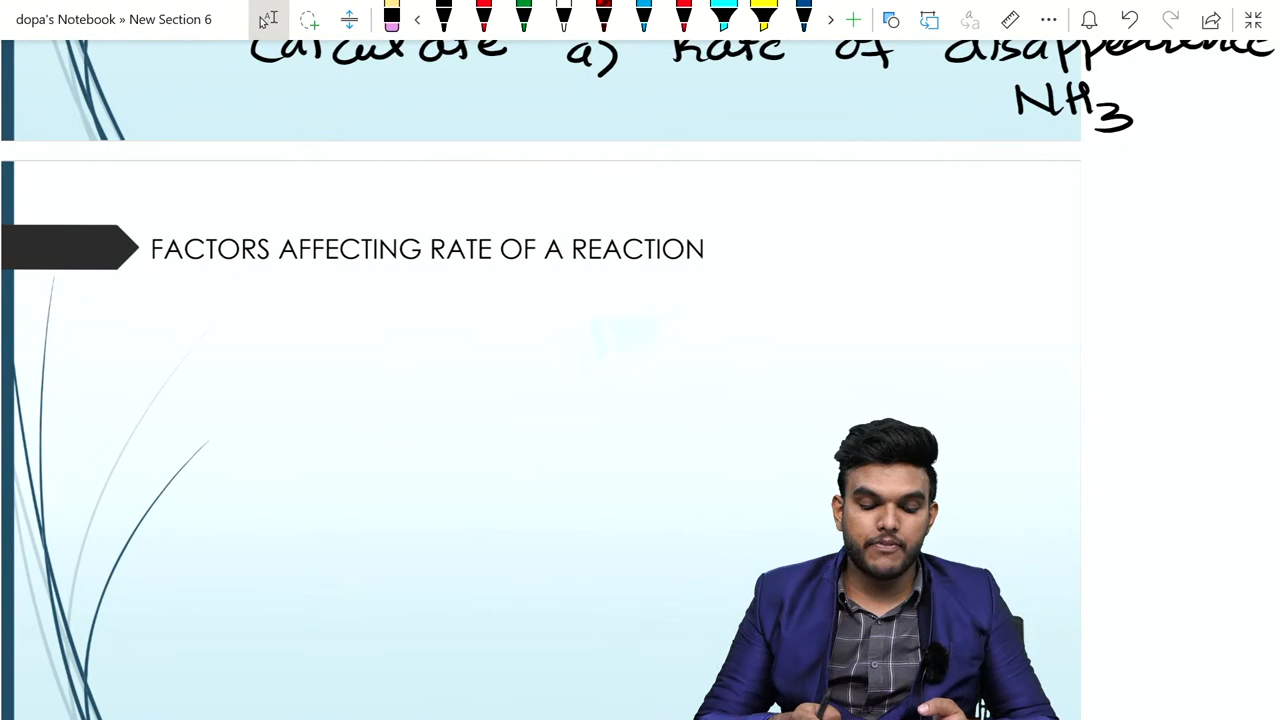 dopa's Notebook » New Section 6
Calculate a) Rate of disappearance
NH3
FACTORS AFFECTING RATE OF A REACTION